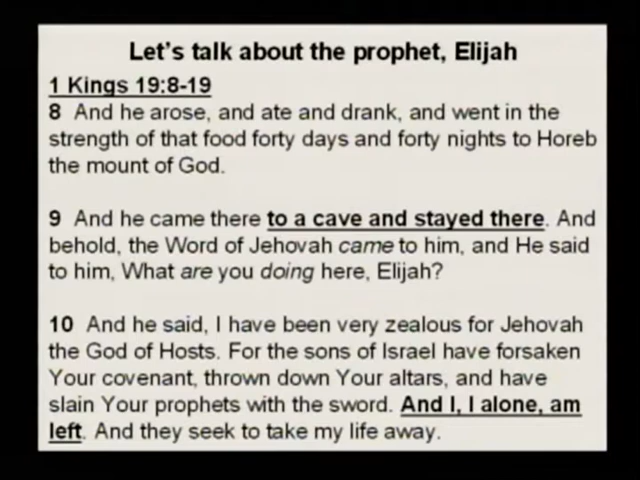 Let's talk about the prophet, Elijah
1 Kings 19:8-19
8 And he arose, and ate and drank, and went in the
strength of that food forty days and forty nights to Horeb
the mount of God.
9 And he came there to a cave and stayed there. And
behold, the Word of Jehovah came to him, and He said
to him, What are you doing here, Elijah?
10 And he said, I have been very zealous for Jehovah
the God of Hosts. For the sons of Israel have forsaken
Your covenant, thrown down Your altars, and have
slain Your prophets with the sword. And I, I alone, am
left. And they seek to take my life away.